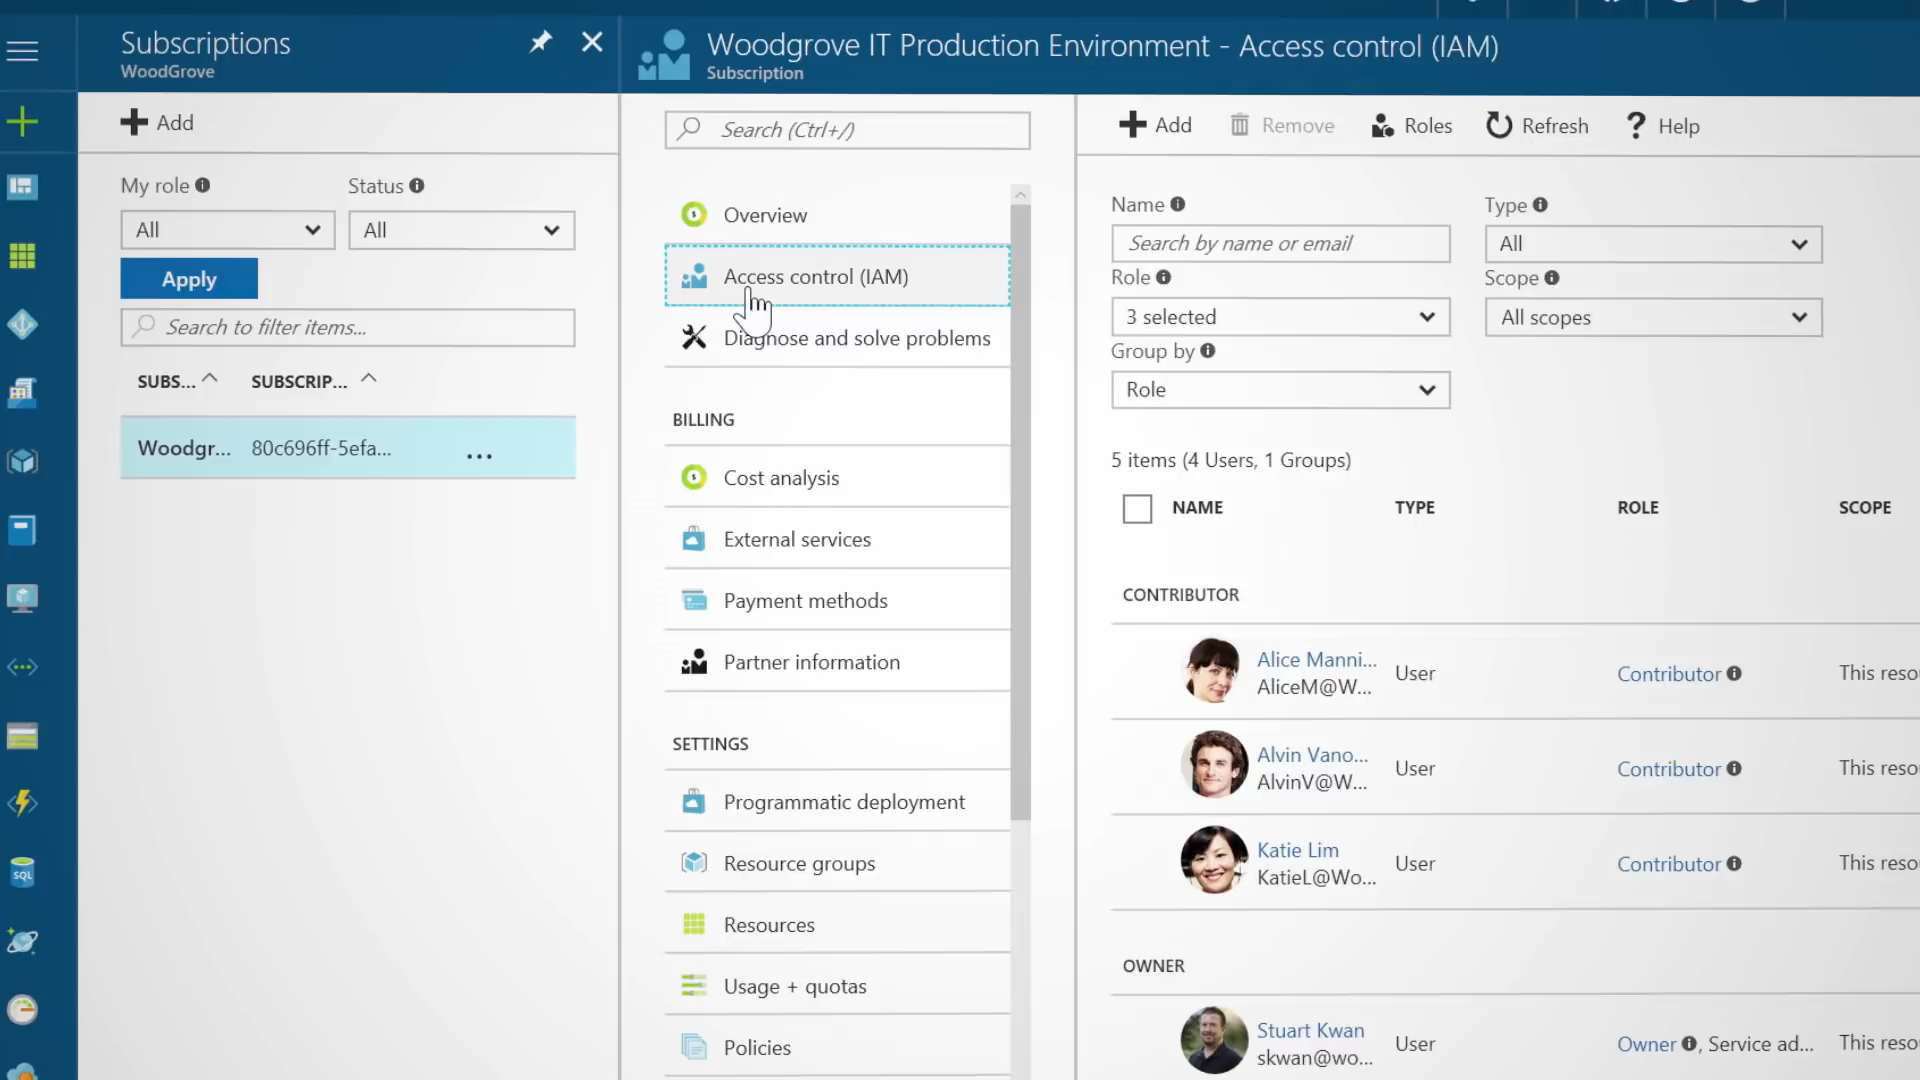 Subscriptions
WoodGrove
Add
My role
Status
All
All
Apply
Search to filter items...
SUBS...
SUBSCRIP...
Woodgr...
80c696ff-5efa...
...
Woodgrove IT Production Environment - Access control (IAM)
Subscription
Search (Ctrl+/)
Overview
Access control (IAM)
Diagnose and solve problems
BILLING
Cost analysis
External services
Payment methods
Partner information
SETTINGS
Programmatic deployment
Resource groups
Resources
Usage + quotas
Policies
Add
Remove
Roles
Refresh
Help
Name
Type
Search by name or email
All
Role
Scope
3 selected
All scopes
Group by
Role
5 items (4 Users, 1 Groups)
NAME
TYPE
ROLE
SCOPE
CONTRIBUTOR
Alice Manni...
AliceM@W...
User
Contributor
This reso
Alvin Vano...
AlvinV@W...
User
Contributor
This reso
Katie Lim
KatieL@Wo...
User
Contributor
This reso
OWNER
Stuart Kwan
skwan@wo...
User
Owner , Service ad...
This reso
SQL